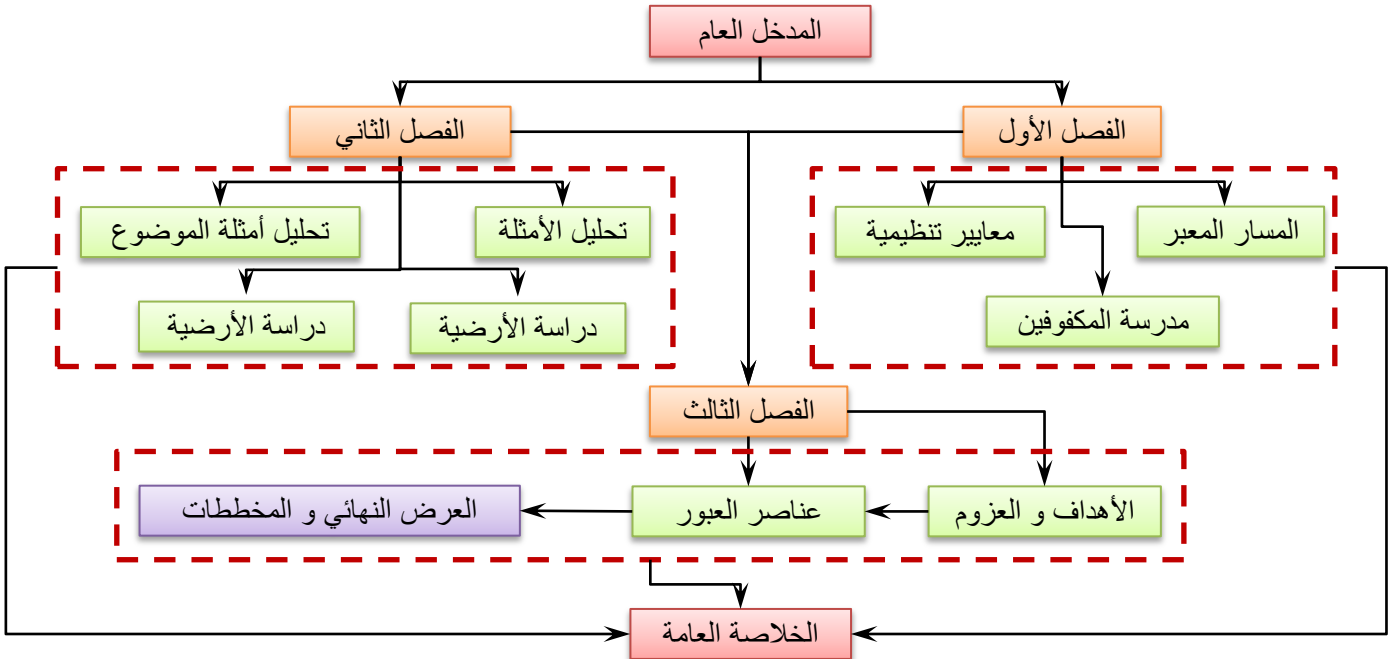 المدخل العام
الفصل الأول
الفصل الثاني
المسار المعبر
معايير تنظيمية
تحليل الأمثلة
تحليل أمثلة الموضوع
مدرسة المكفوفين
دراسة الأرضية
دراسة الأرضية
الفصل الثالث
الأهداف و العزوم
عناصر العبور
العرض النهائي و المخططات
الخلاصة العامة